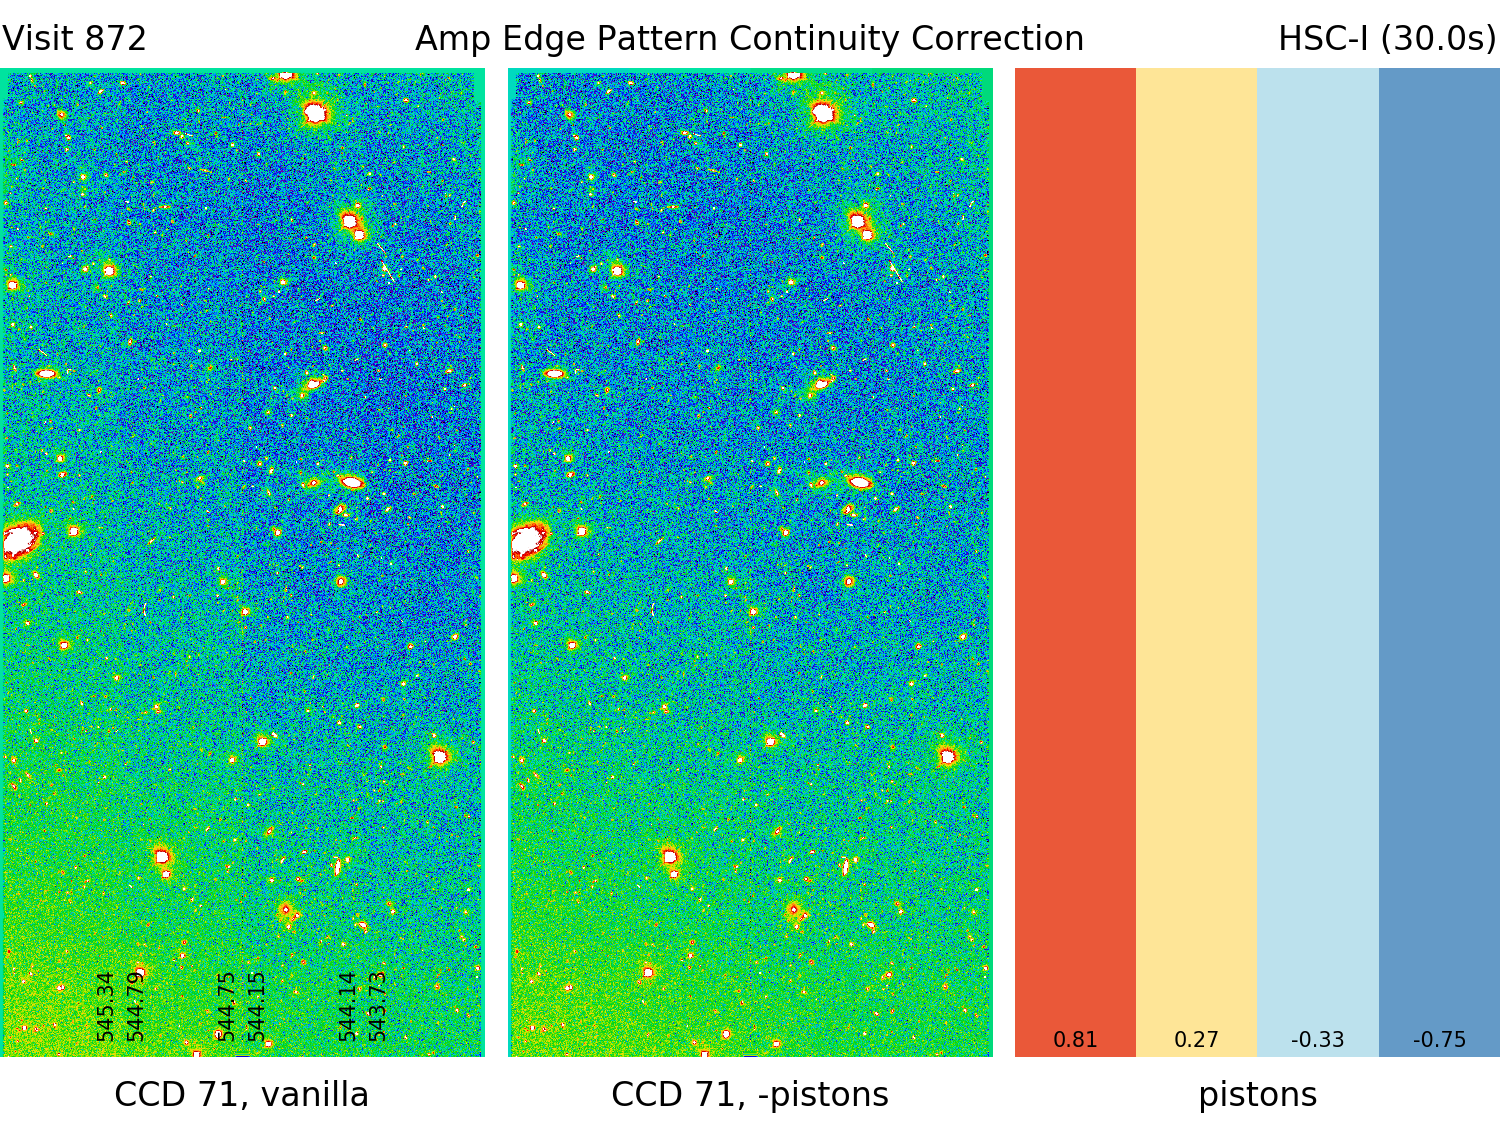 Visit 872
Amp Edge Pattern Continuity Correction
HSC-I (30.0s)
545.34
544.79
544.75
544.15
544.14
543.73
0.81
0.27
-0.33
-0.75
CCD 71, vanilla
CCD 71, -pistons
pistons